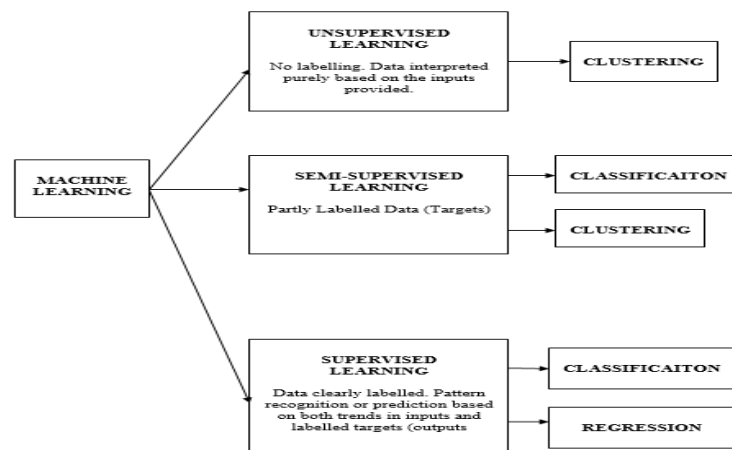 MACHINE
LEARNING
UNSUPERVISED
LEARNING
No labelling. Data interpreted
purely based on the inputs
provided.
CLUSTERING
SEMI-SUPERVISED
LEARNING
Partly Labelled Data (Targets)
CLASSIFICAITON
CLUSTERING
SUPERVISED
LEARNING
Data clearly labelled. Pattern
recognition or prediction based
on both trends in inputs and
labelled targets (outputs
CLASSIFICAITON
REGRESSION